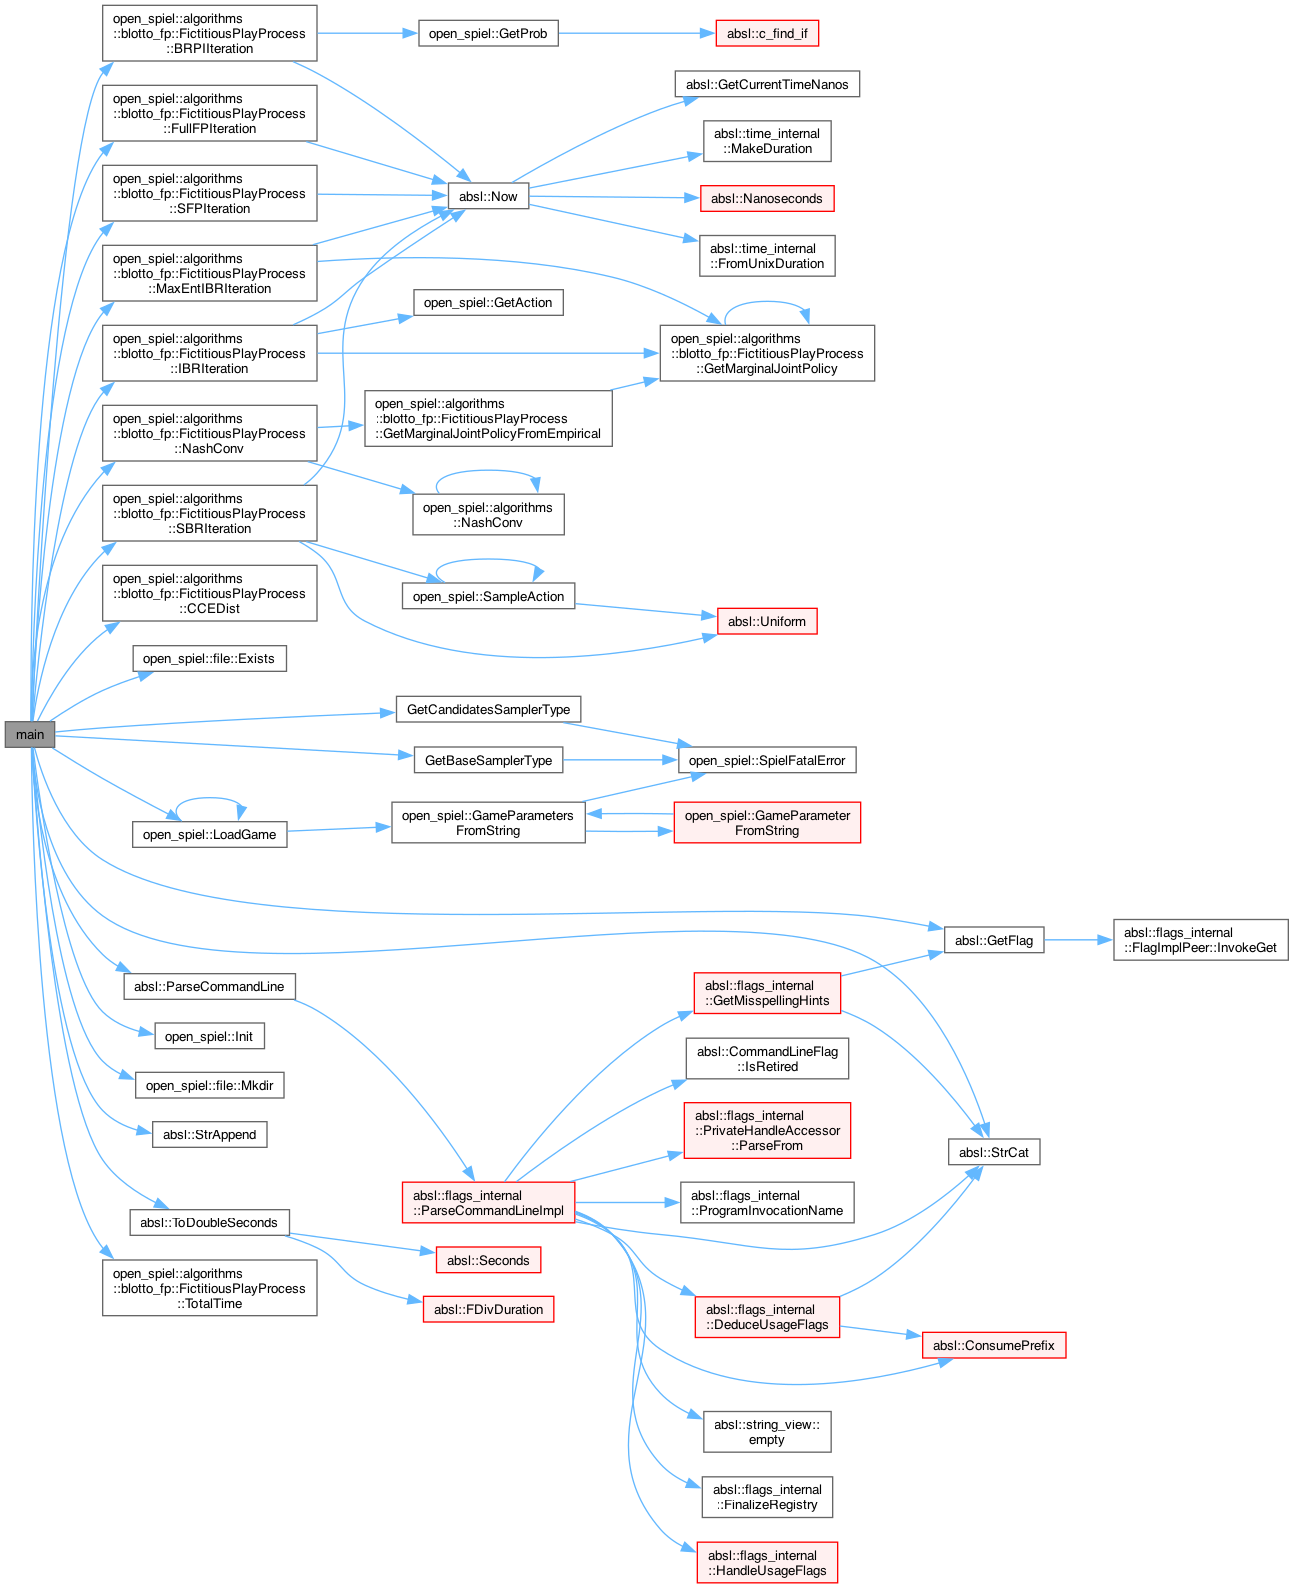 open_spiel::algorithms
::blotto_fp::FictitiousPlayProcess
::BRPIIteration
open_spiel::GetProb
absl::c_find_if
absl::GetCurrentTimeNanos
open_spiel::algorithms
::blotto_fp::FictitiousPlayProcess
::FullFPIteration
absl::time_internal
::MakeDuration
open_spiel::algorithms
::blotto_fp::FictitiousPlayProcess
::SFPIteration
absl::Now
absl::Nanoseconds
absl::time_internal
::FromUnixDuration
open_spiel::algorithms
::blotto_fp::FictitiousPlayProcess
::MaxEntIBRIteration
open_spiel::GetAction
open_spiel::algorithms
::blotto_fp::FictitiousPlayProcess
::IBRIteration
open_spiel::algorithms
::blotto_fp::FictitiousPlayProcess
::GetMarginalJointPolicy
open_spiel::algorithms
::blotto_fp::FictitiousPlayProcess
::GetMarginalJointPolicyFromEmpirical
open_spiel::algorithms
::blotto_fp::FictitiousPlayProcess
::NashConv
open_spiel::algorithms
::NashConv
open_spiel::algorithms
::blotto_fp::FictitiousPlayProcess
::SBRIteration
open_spiel::algorithms
::blotto_fp::FictitiousPlayProcess
::CCEDist
open_spiel::SampleAction
absl::Uniform
open_spiel::file::Exists
GetCandidatesSamplerType
main
GetBaseSamplerType
open_spiel::SpielFatalError
open_spiel::LoadGame
open_spiel::GameParameters
FromString
open_spiel::GameParameter
FromString
absl::GetFlag
absl::flags_internal
::FlagImplPeer::InvokeGet
absl::ParseCommandLine
absl::flags_internal
::GetMisspellingHints
open_spiel::Init
absl::CommandLineFlag
::IsRetired
open_spiel::file::Mkdir
absl::StrAppend
absl::flags_internal
::PrivateHandleAccessor
::ParseFrom
absl::StrCat
absl::flags_internal
::ParseCommandLineImpl
absl::flags_internal
::ProgramInvocationName
absl::ToDoubleSeconds
absl::Seconds
open_spiel::algorithms
::blotto_fp::FictitiousPlayProcess
::TotalTime
absl::FDivDuration
absl::flags_internal
::DeduceUsageFlags
absl::ConsumePrefix
absl::string_view::
empty
absl::flags_internal
::FinalizeRegistry
absl::flags_internal
::HandleUsageFlags